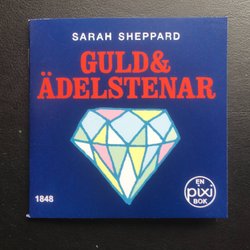 SARAH SHEPPARD
GULD &
ÄDELSTENAR
1848
EN
pixi
BOK